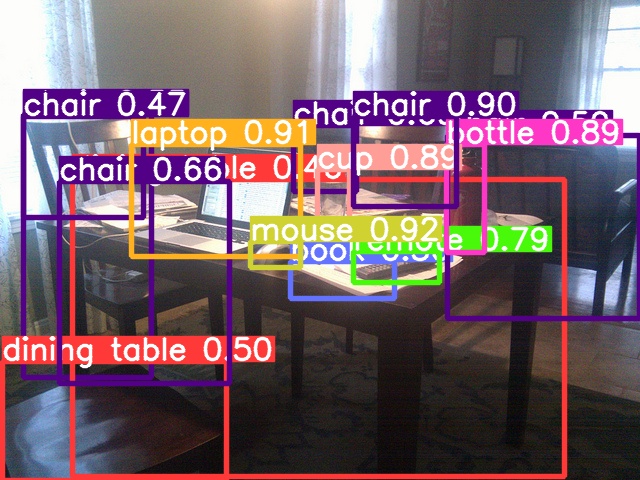 chair 0.47
chair 0.90
laptop 0.91
bottle 0.89
cup 0.89
chair 0.66
mouse 0.92
0.79
dining table 0.50